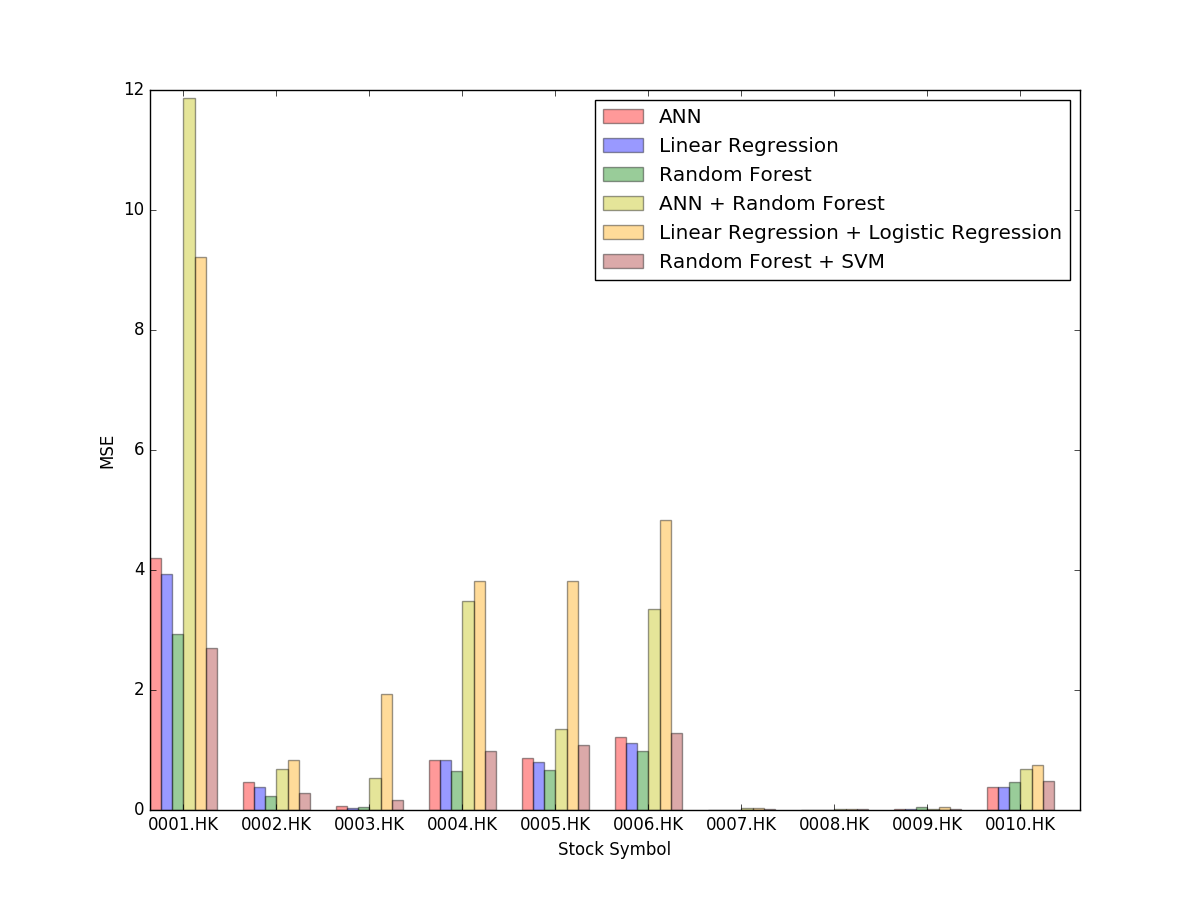 12
10
8
6
4
2
0
MSE
ANN
Linear Regression
Random Forest
ANN + Random Forest
Linear Regression + Logistic Regression
Random Forest + SVM
0001.HK 0002.HK 0003.HK 0004.HK 0005.HK 0006.HK 0007.HK 0008.HK 0009.HK 0010.HK
Stock Symbol